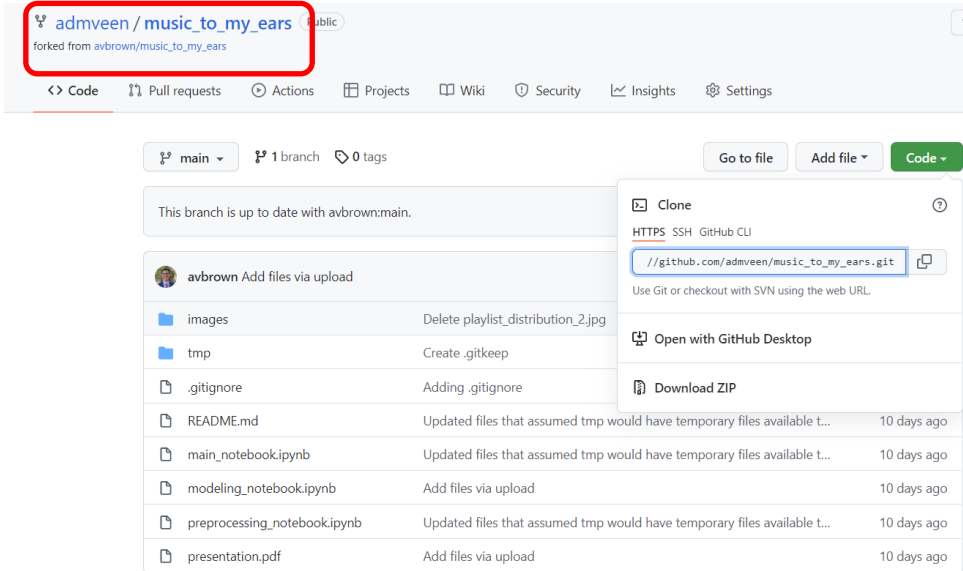 admveen / music_to_my_ears Public
forked from avbrown/music_to_my_ears
Code Pull requests Actions Projects Wiki Security Insights Settings
main 1 branch 0 tags Go to file Add file Code
This branch is up to date with avbrown:main.
Clone
HTTPS SSH GitHub CLI
//github.com/admveen/music_to_my_ears.git
Use Git or checkout with SVN using the web URL.
Open with GitHub Desktop
Download ZIP
avbrown Add files via upload
images Delete playlist_distribution_2.jpg
tmp Create .gitkeep
.gitignore Adding .gitignore
README.md Updated files that assumed tmp would have temporary files available t... 10 days ago
main_notebook.ipynb Updated files that assumed tmp would have temporary files available t... 10 days ago
modeling_notebook.ipynb Add files via upload 10 days ago
preprocessing_notebook.ipynb Updated files that assumed tmp would have temporary files available t... 10 days ago
presentation.pdf Add files via upload 10 days ago